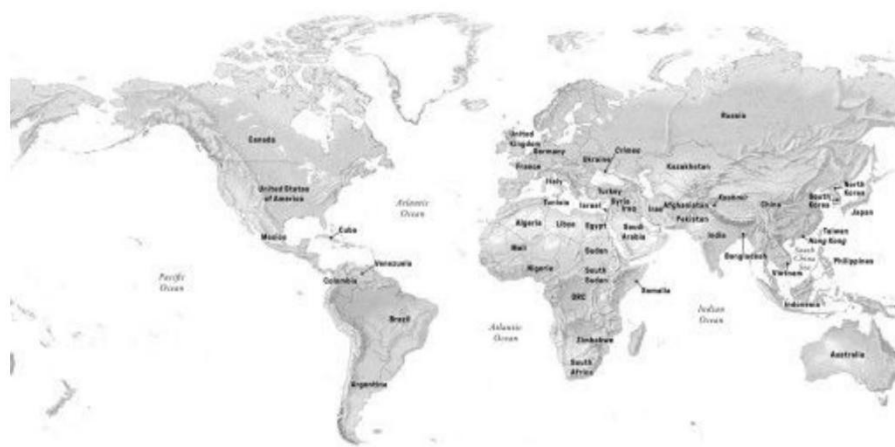 Russia
United
Kingdom
Germany
Crimea
Canada
Ukraine
France
Kazakhstan
Italy
North
Korea
United States
of America
Turkey
Kashmir
Syria
South
Korea
Tunisia
Israel
Iraq
Iran
Afghanistan
China
Japan
Atlantic
Ocean
Pakistan
Algeria
Libya
Egypt
Saudi
Arabia
Cuba
Mexico
India
Taiwan
Hong Kong
Mali
Sudan
South
China
Sea
Bangladesh
Venezuela
Philippines
Pacific
Ocean
Nigeria
South
Sudan
Vietnam
Colombia
Somalia
DRC
Indonesia
Brazil
Indian
Ocean
Atlantic
Ocean
Zimbabwe
Australia
South
Africa
Argentina